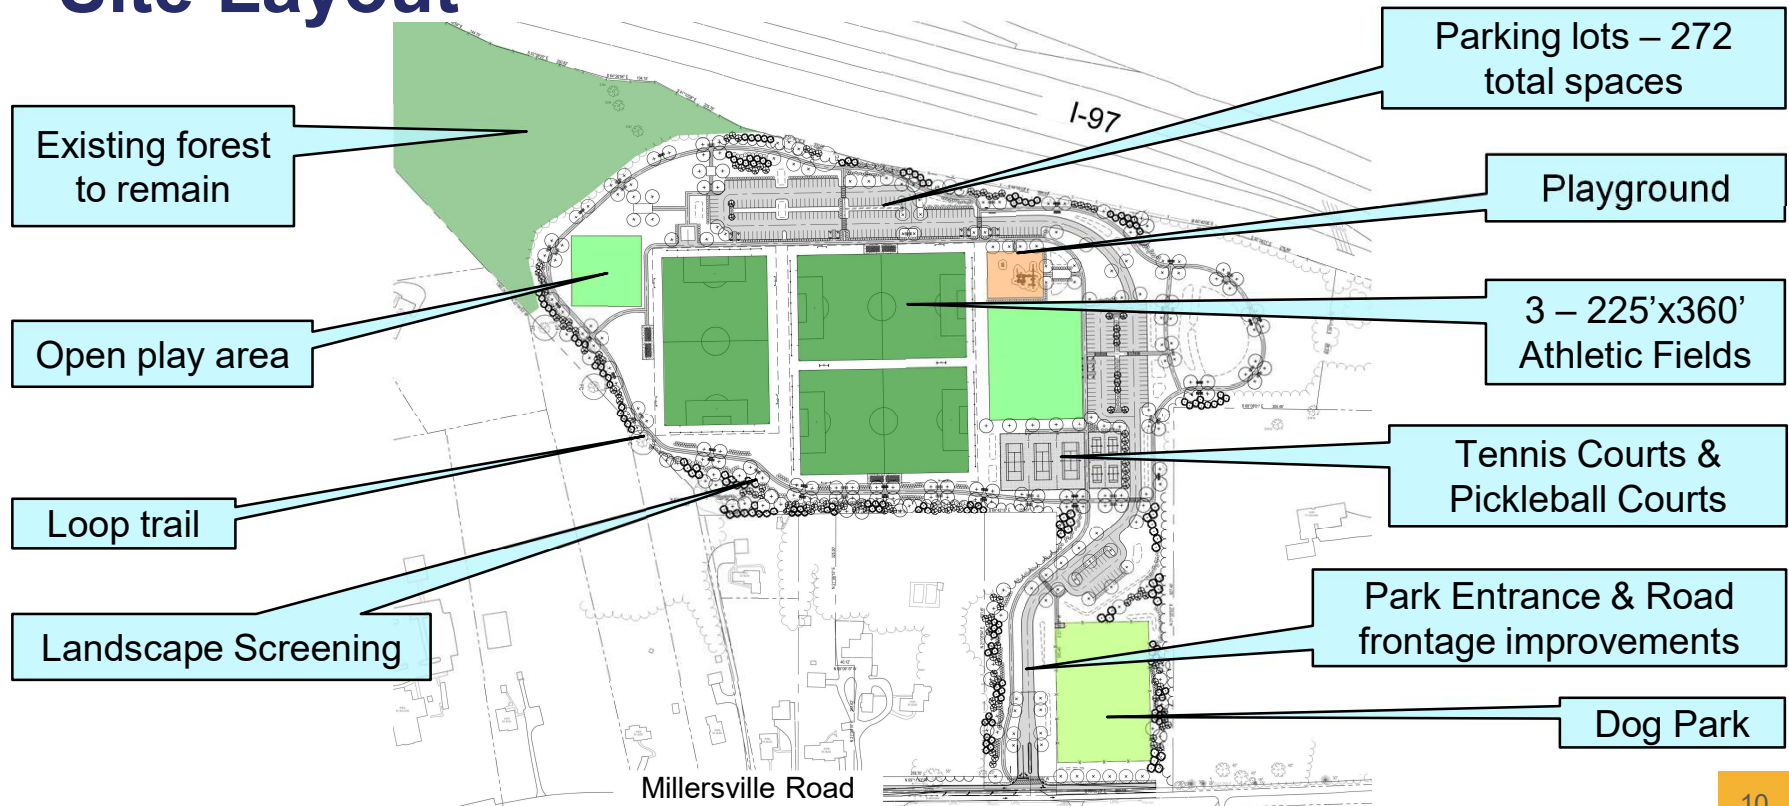 Site Layout
Parking lots – 272
total spaces
I-97
Existing forest
to remain
Playground
3 – 225’x360’
Athletic Fields
Open play area
Tennis Courts &
Pickleball Courts
Loop trail
Park Entrance & Road
frontage improvements
Landscape Screening
Dog Park
Millersville Road
10